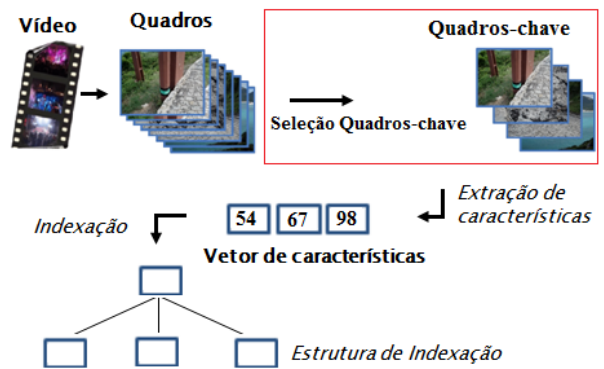 Vídeo
Quadros
Quadros-chave
Seleção Quadros-chave
Extração de
características
Indexação
54 67 98
Vetor de características
Estrutura de Indexação